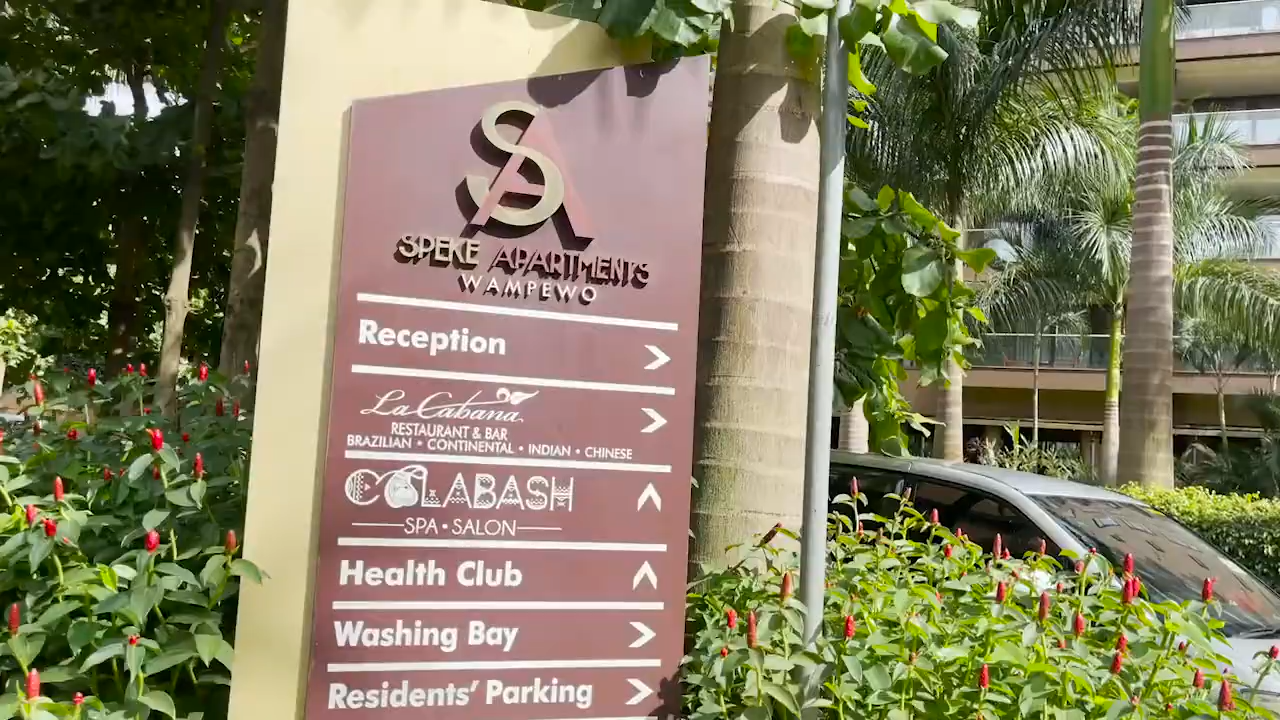 SA
SPEKE APARTMENTS
WAMPEWO
Reception
La Cabana
RESTAURANT & BAR
BRAZILIAN • CONTINENTAL • INDIAN • CHINESE
COLABASH
SPA • SALON
Health Club
Washing Bay
Residents' Parking